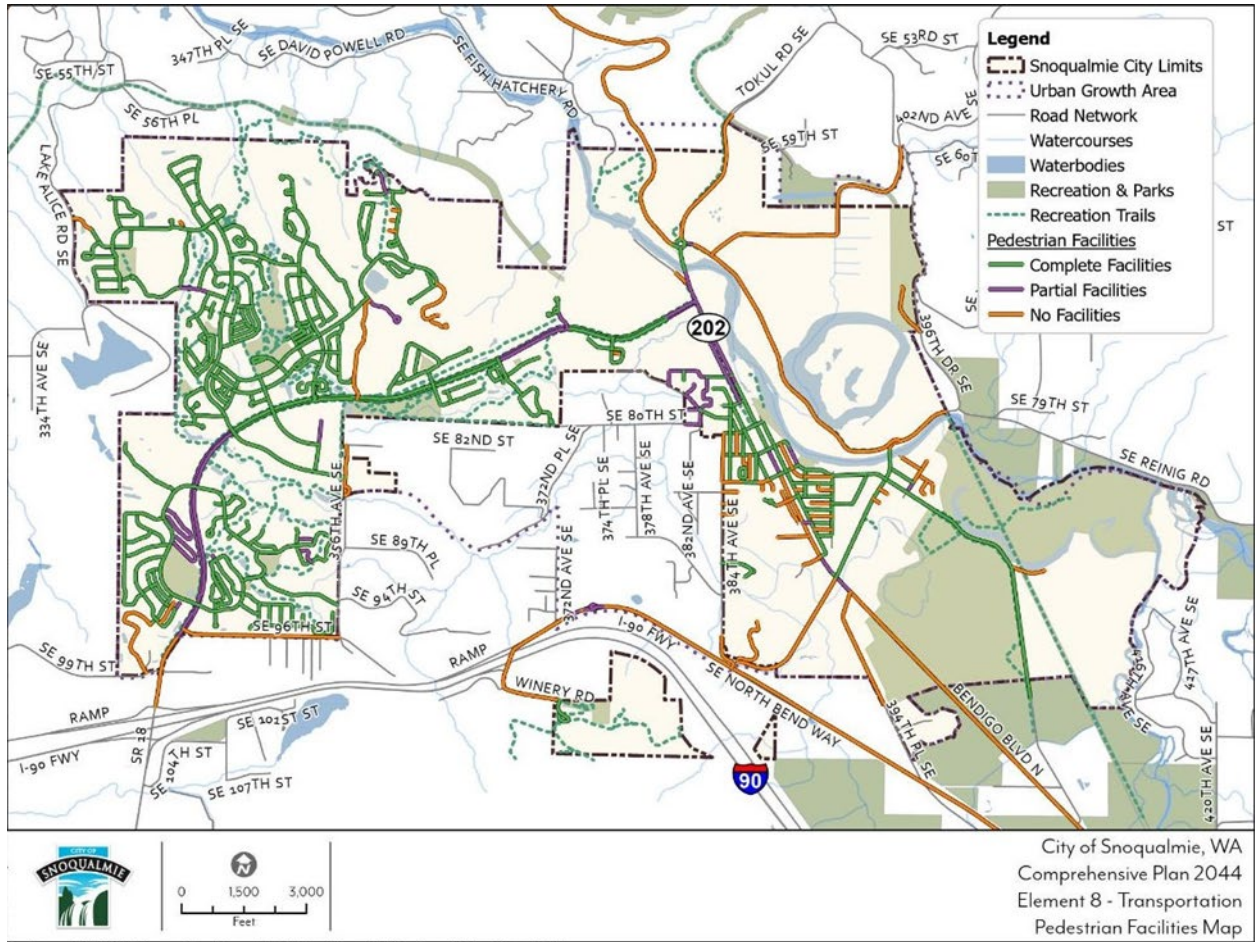 347TH PL SE
SE DAVID POWELL RD
SE FISH HATCHERY RD
SE 55TH ST
SE 56TH PL
LAKE ALICE RD SE
TOKUL RD SE
SE 53RD ST
402ND AVE SE
SE 59TH ST
SE 60T
ST
Legend
Snoqualmie City Limits
Urban Growth Area
Road Network
Watercourses
Waterbodies
Recreation & Parks
Recreation Trails
Pedestrian Facilities
Complete Facilities
Partial Facilities
No Facilities
334TH AVE SE
202
396TH DR SE
SE 79TH ST
SE 80TH ST
SE 82ND ST
SE REINIG RD
372ND PL SE
374TH PL SE
378TH AVE SE
382ND AVE SE
384TH AVE SE
356TH AVE SE
SE 89TH PL
SE 94TH ST
372ND AVE SE
SE 96TH ST
SE 99TH ST
I-90 FWY
RAMP
WINERY RD
SE NORTH BEND WAY
394TH PL SE
BENDIGO BLVD N
427TH AVE SE
420TH AVE SE
RAMP
I-90 FWY
SR 18
SE 101ST ST
SE 104TH ST
SE 107TH ST
90
CITY OF
SNOQUALMIE
N
0 1,500 3,000
Feet
City of Snoqualmie, WA
Comprehensive Plan 2044
Element 8 - Transportation
Pedestrian Facilities Map